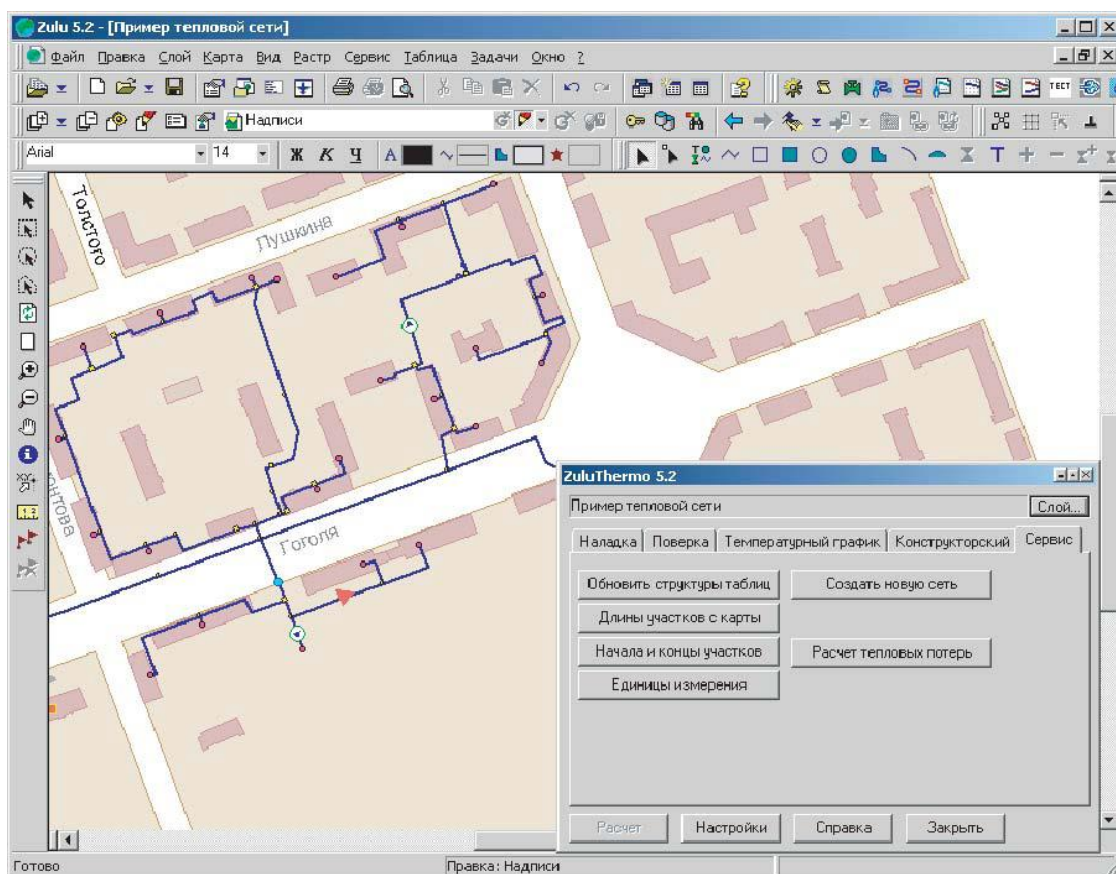 Zulu 5.2 - [Пример тепловой сети]
Файл Правка Слой Карта Вид Растр Сервис Таблица Задачи Окно ?
ТЕСТ
Надписи
Arial 14 Ж К Ч A T
Толстого
Пушкина
Гоголя
ZuluThermo 5.2
Пример тепловой сети Слой...
Наладка Поверка Температурный график Конструкторский Сервис
Обновить структуры таблиц Создать новую сеть
Длины участков с карты
Начала и концы участков Расчет тепловых потерь
Единицы измерения
Расчет Настройки Справка Закрыть
Готово Правка: Надписи